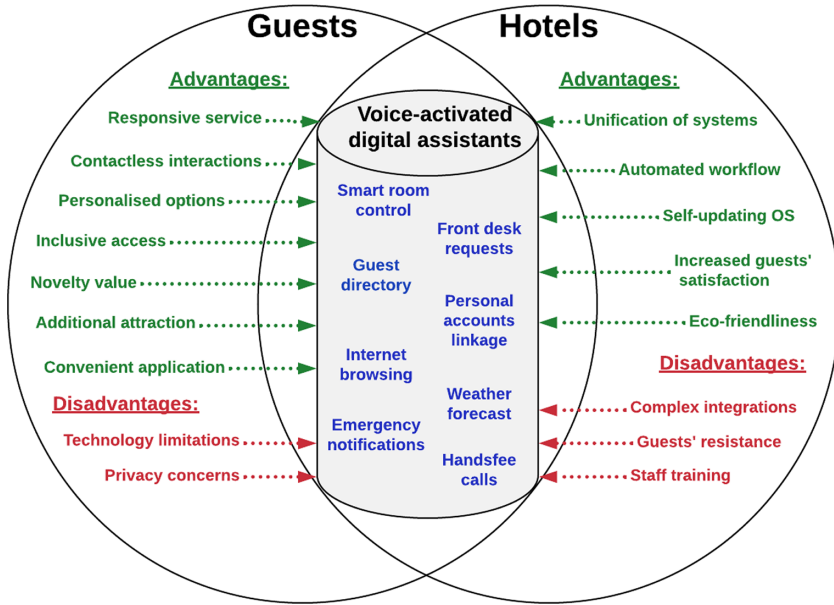 Guests
Advantages:
Responsive service
Contactless interactions
Personalised options
Inclusive access
Novelty value
Additional attraction
Convenient application
Disadvantages:
Technology limitations
Privacy concerns
Voice-activated
digital assistants
Smart room
control
Front desk
requests
Guest
directory
Personal
accounts
linkage
Internet
browsing
Weather
forecast
Emergency
notifications
Handsfee
calls
Hotels
Advantages:
Unification of systems
Automated workflow
Self-updating OS
Increased guests'
satisfaction
Eco-friendliness
Disadvantages:
Complex integrations
Guests' resistance
Staff training